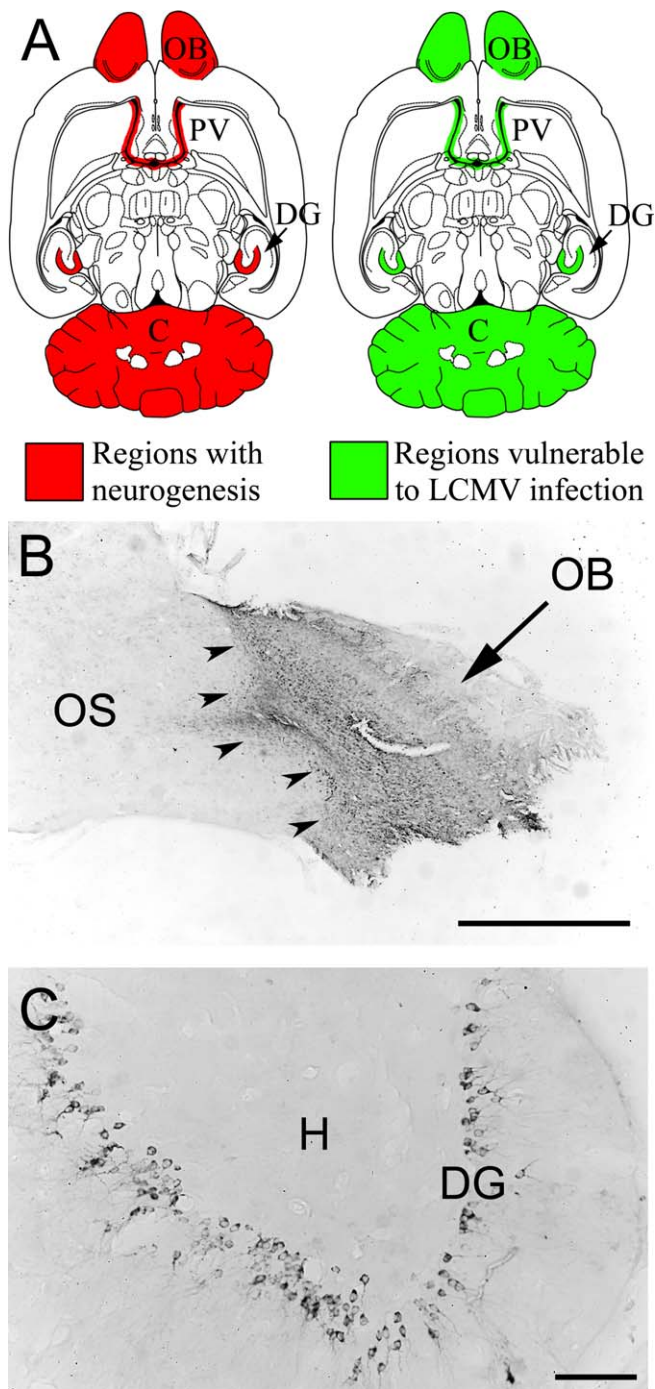 A
OB
PV
DG
C
OB
PV
DG
C
Regions with
neurogenesis
Regions vulnerable
to LCMV infection
B
OB
OS
C
H
DG